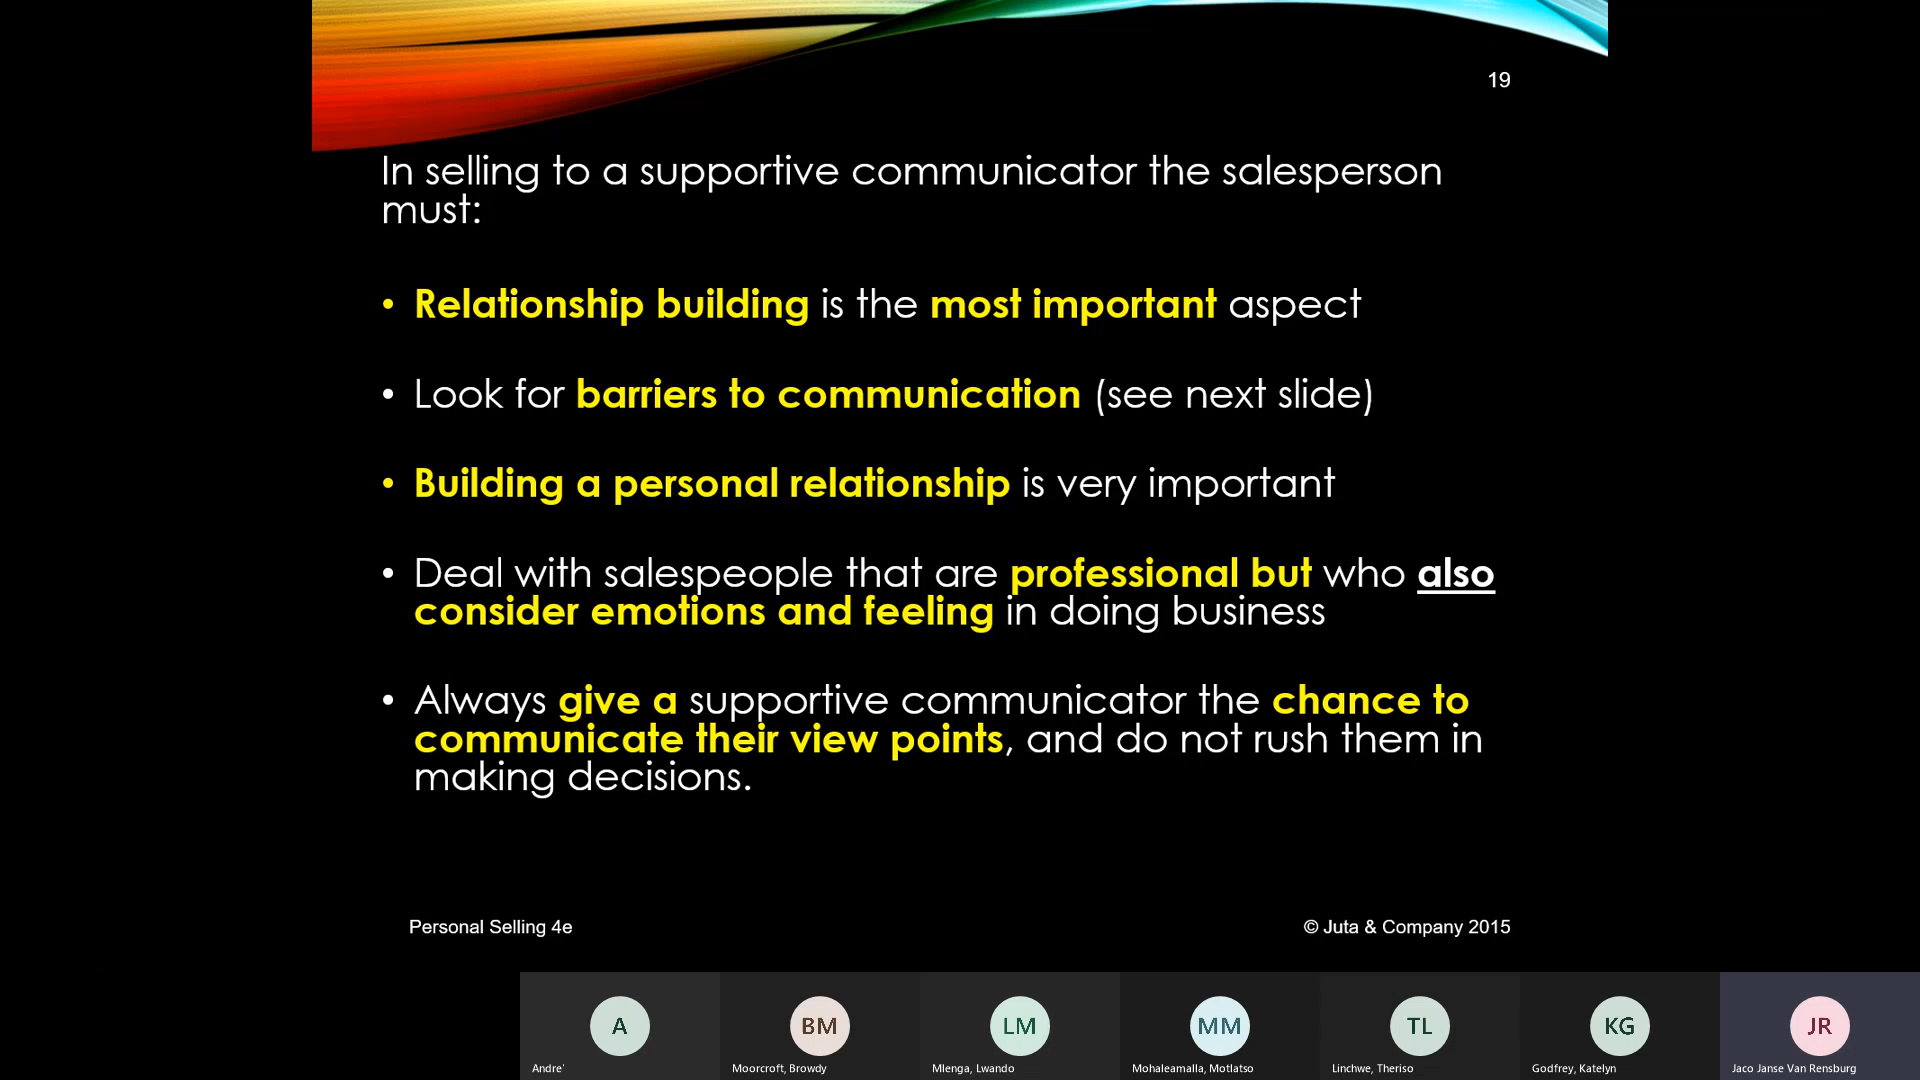 19
In selling to a supportive communicator the salesperson
must:
• Relationship building is the most important aspect
• Look for barriers to communication (see next slide)
• Building a personal relationship is very important
• Deal with salespeople that are professional but who also
consider emotions and feeling in doing business
• Always give a supportive communicator the chance to
communicate their view points, and do not rush them in
making decisions.
Personal Selling 4e
© Juta & Company 2015
A
BM
LM
MM
TL
KG
JR
Andre'
Moorcroft, Browdy
Mlenga, Lwando
Mohaleamalla, Motlatso
Linchwe, Theriso
Godfrey, Katelyn
Jaco Janse Van Rensburg